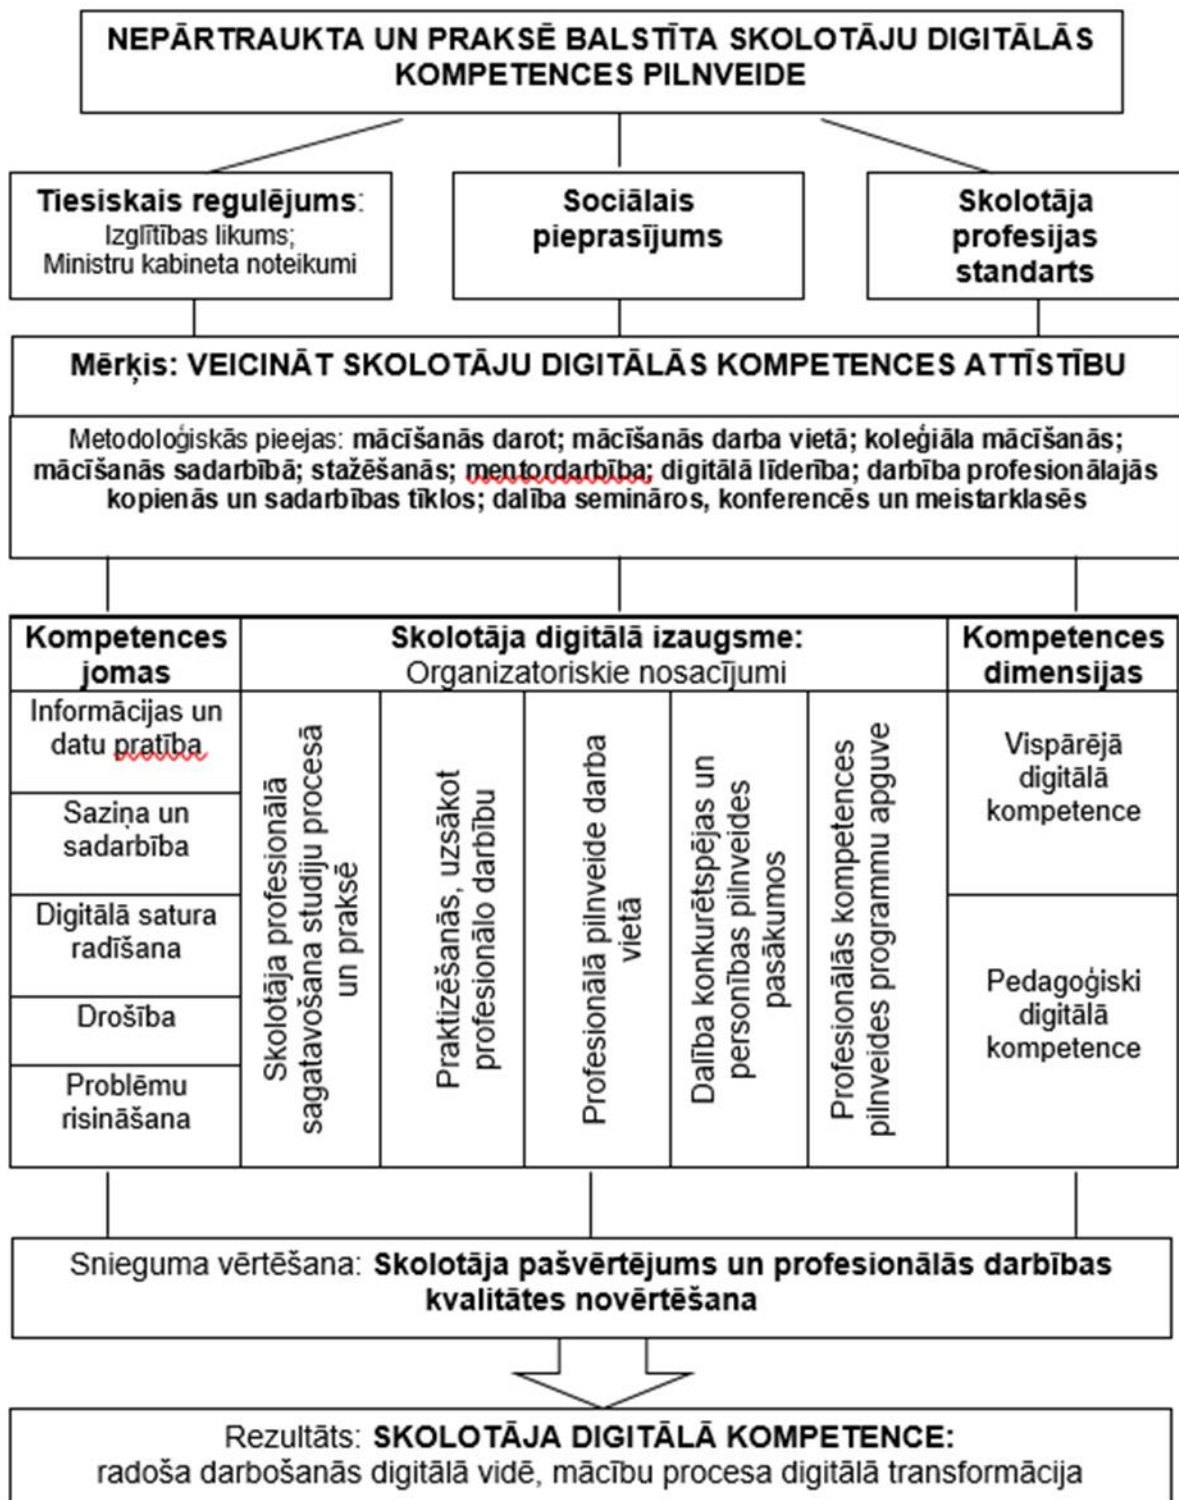 NEPĀRTRAUKTA UN PRAKSĒ BALSTĪTA SKOLOTĀJU DIGITĀLĀS
KOMPETENCES PILNVEIDE
Tiesiskais regulējums:
Izglītības likums;
Ministru kabineta noteikumi
Sociālais
pieprasījums
Skolotāja
profesijas
standarts
Mērķis: VEICINĀT SKOLOTĀJU DIGITĀLĀS KOMPETENCES ATTĪSTĪBU
Metodoloģiskās pieejas: mācīšanās darot; mācīšanās darba vietā; koleģiāla mācīšanās;
mācīšanās sadarbībā; stažēšanās; mentordarbība; digitālā līderība; darbība profesionālajās
kopienās un sadarbības tīklos; dalība semināros, konferencēs un meistarklasēs
Kompetences
jomas
Informācijas un
datu pratība
Saziņa un
sadarbība
Digitālā satura
radīšana
Drošība
Problēmu
risināšana
Skolotāja digitālā izaugsme:
Organizatoriskie nosacījumi
Skolotāja profesionālā
sagatavošana studiju procesā
un praksē
Praktizēšanās, uzsākot
profesionālo darbību
Profesionālā pilnveide darba
vietā
Dalība konkurētspējas un
personības pilnveides
pasākumos
Profesionālās kompetences
pilnveides programmu apguve
Kompetences
dimensijas
Vispārējā
digitālā
kompetence
Pedagoģiski
digitālā
kompetence
Snieguma vērtēšana: Skolotāja pašvērtējums un profesionālās darbības
kvalitātes novērtēšana
Rezultāts: SKOLOTĀJA DIGITĀLĀ KOMPETENCE:
radoša darbošanās digitālā vidē, mācību procesa digitālā transformācija